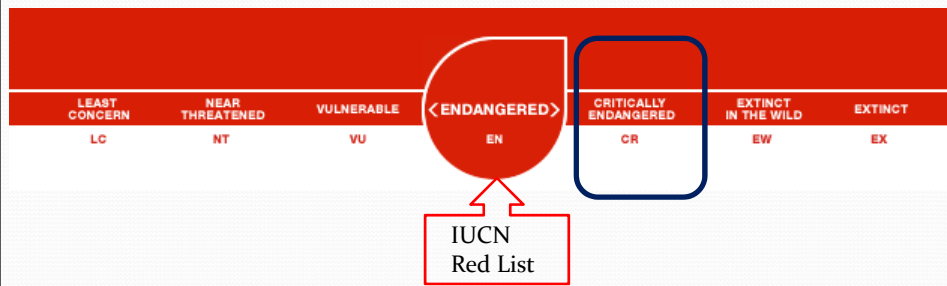 LEAST
CONCERN
NEAR
THREATENED
VULNERABLE
<ENDANGERED>
CRITICALLY
ENDANGERED
EXTINCT
IN THE WILD
EXTINCT
LC
NT
VU
EN
CR
EW
EX
IUCN
Red List